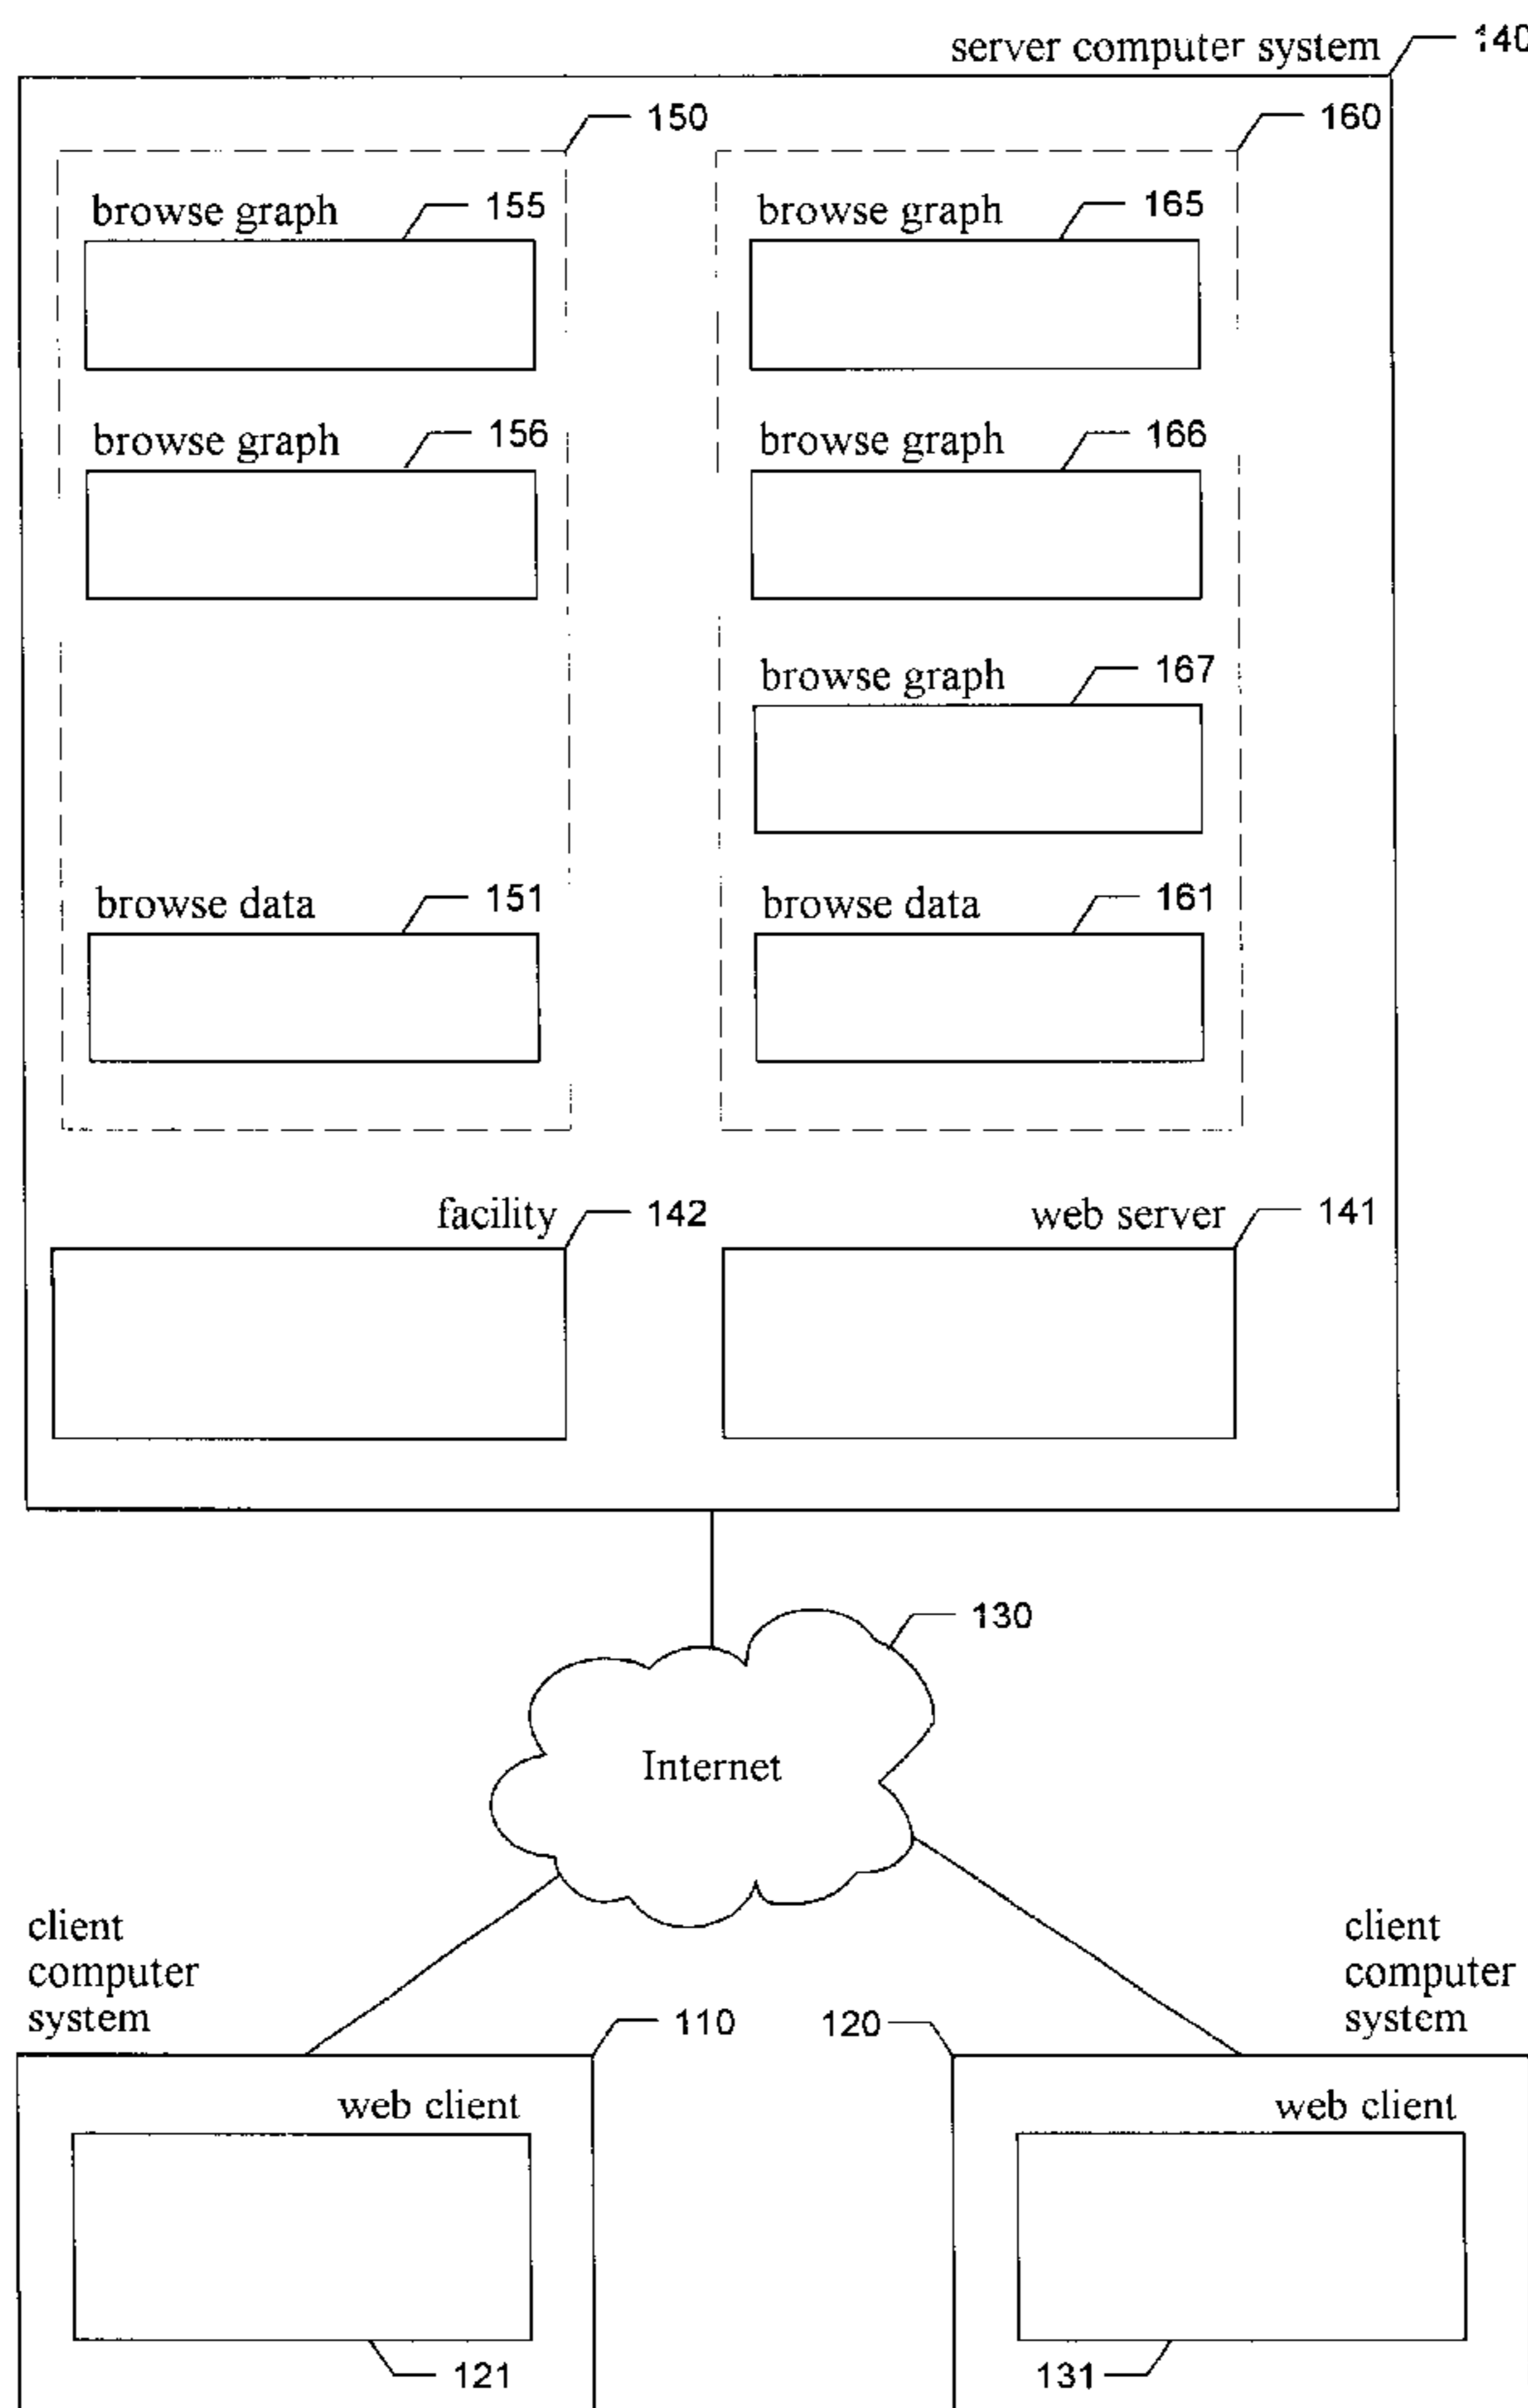 server computer system 140
150 160
browse graph 155 browse graph 165
browse graph 156 browse graph 166
browse graph 167
browse data 151 browse data 161
facility 142 web server 141
130
Internet
client
computer
system
client
computer
system
110 120
web client web client
121 131